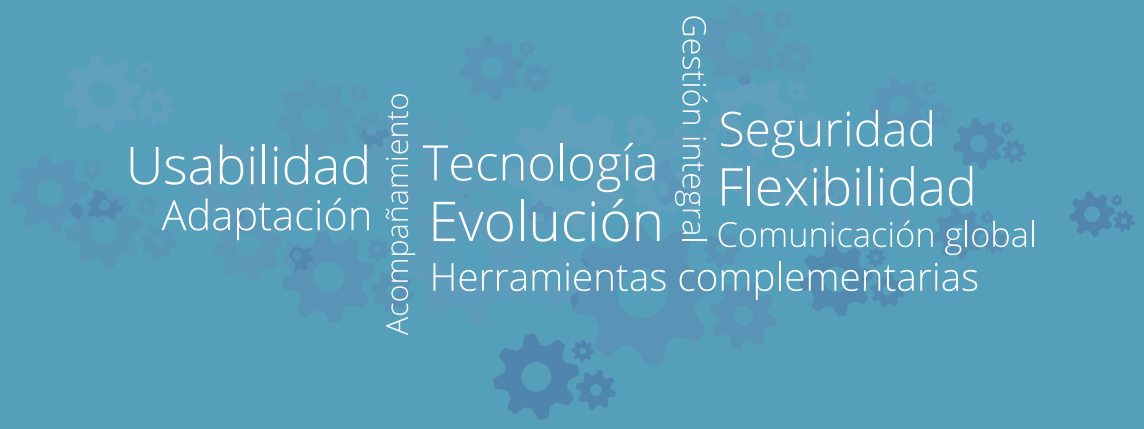 Usabilidad
Adaptación
Acompañamiento
Tecnología
Evolución
Herramientas complementarias
Gestión integral
Seguridad
Flexibilidad
Comunicación global